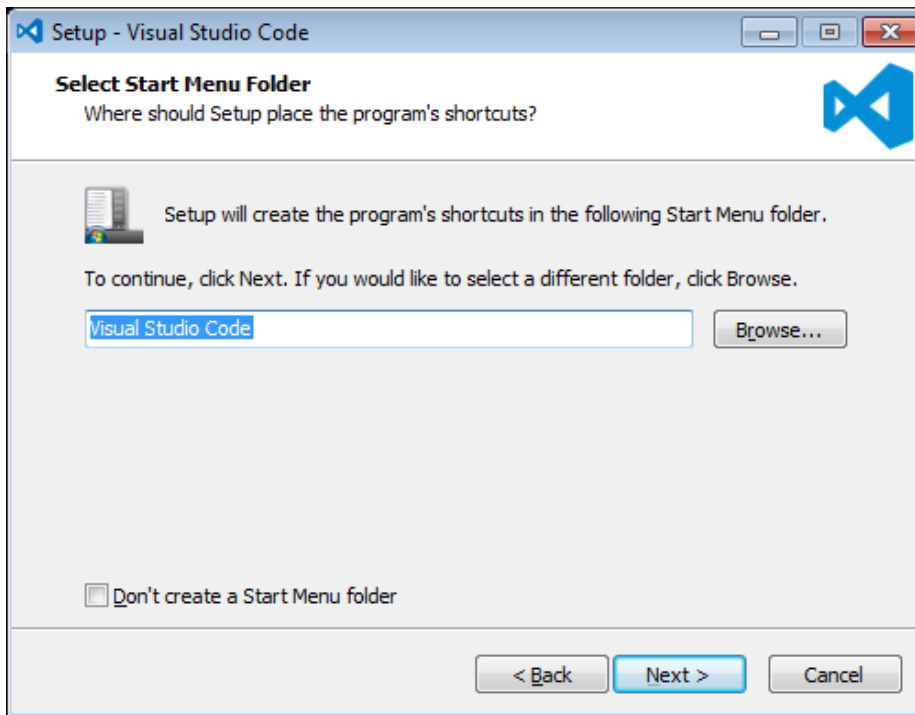 Setup - Visual Studio Code
Select Start Menu Folder
Where should Setup place the program's shortcuts?
Setup will create the program's shortcuts in the following Start Menu folder.
To continue, click Next. If you would like to select a different folder, click Browse.
Visual Studio Code
Browse...
Don't create a Start Menu folder
< Back
Next >
Cancel